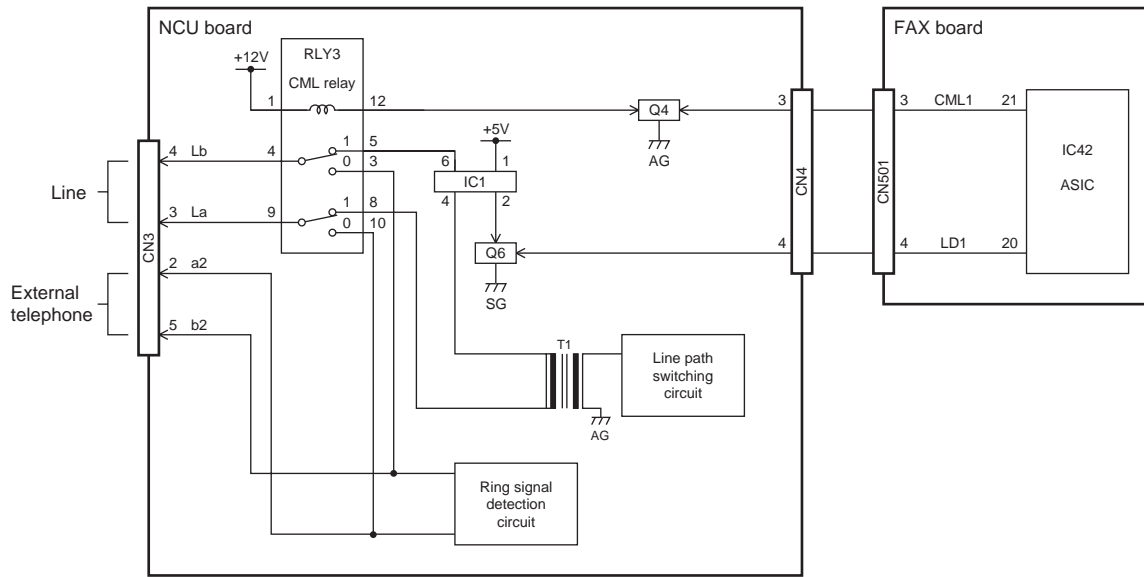 NCU board
FAX board
RLY3
CML relay
+12V
1
12
Q4
AG
3
CN4
CN501
3
CML1
21
IC42
ASIC
+5V
4
Lb
4
1
5
0
3
6
1
IC1
4
2
Line
3
La
9
1
8
0
10
CN3
Q6
SG
4
4
LD1
20
External
telephone
2
a2
5
b2
T1
AG
Line path
switching
circuit
Ring signal
detection
circuit